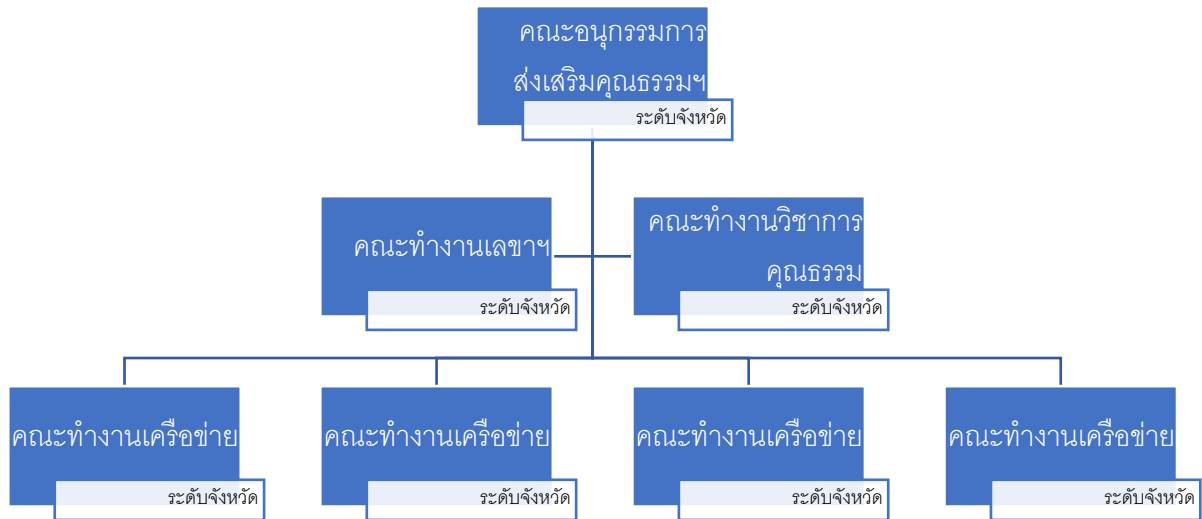 คณะอนุกรรมการ
ส่งเสริมคุณธรรมฯ
ระดับจังหวัด
คณะทำงานเลขาฯ
ระดับจังหวัด
คณะทำงานวิชาการ
คุณธรรม
ระดับจังหวัด
คณะทำงานเครือข่าย
ระดับจังหวัด
คณะทำงานเครือข่าย
ระดับจังหวัด
คณะทำงานเครือข่าย
ระดับจังหวัด
คณะทำงานเครือข่าย
ระดับจังหวัด